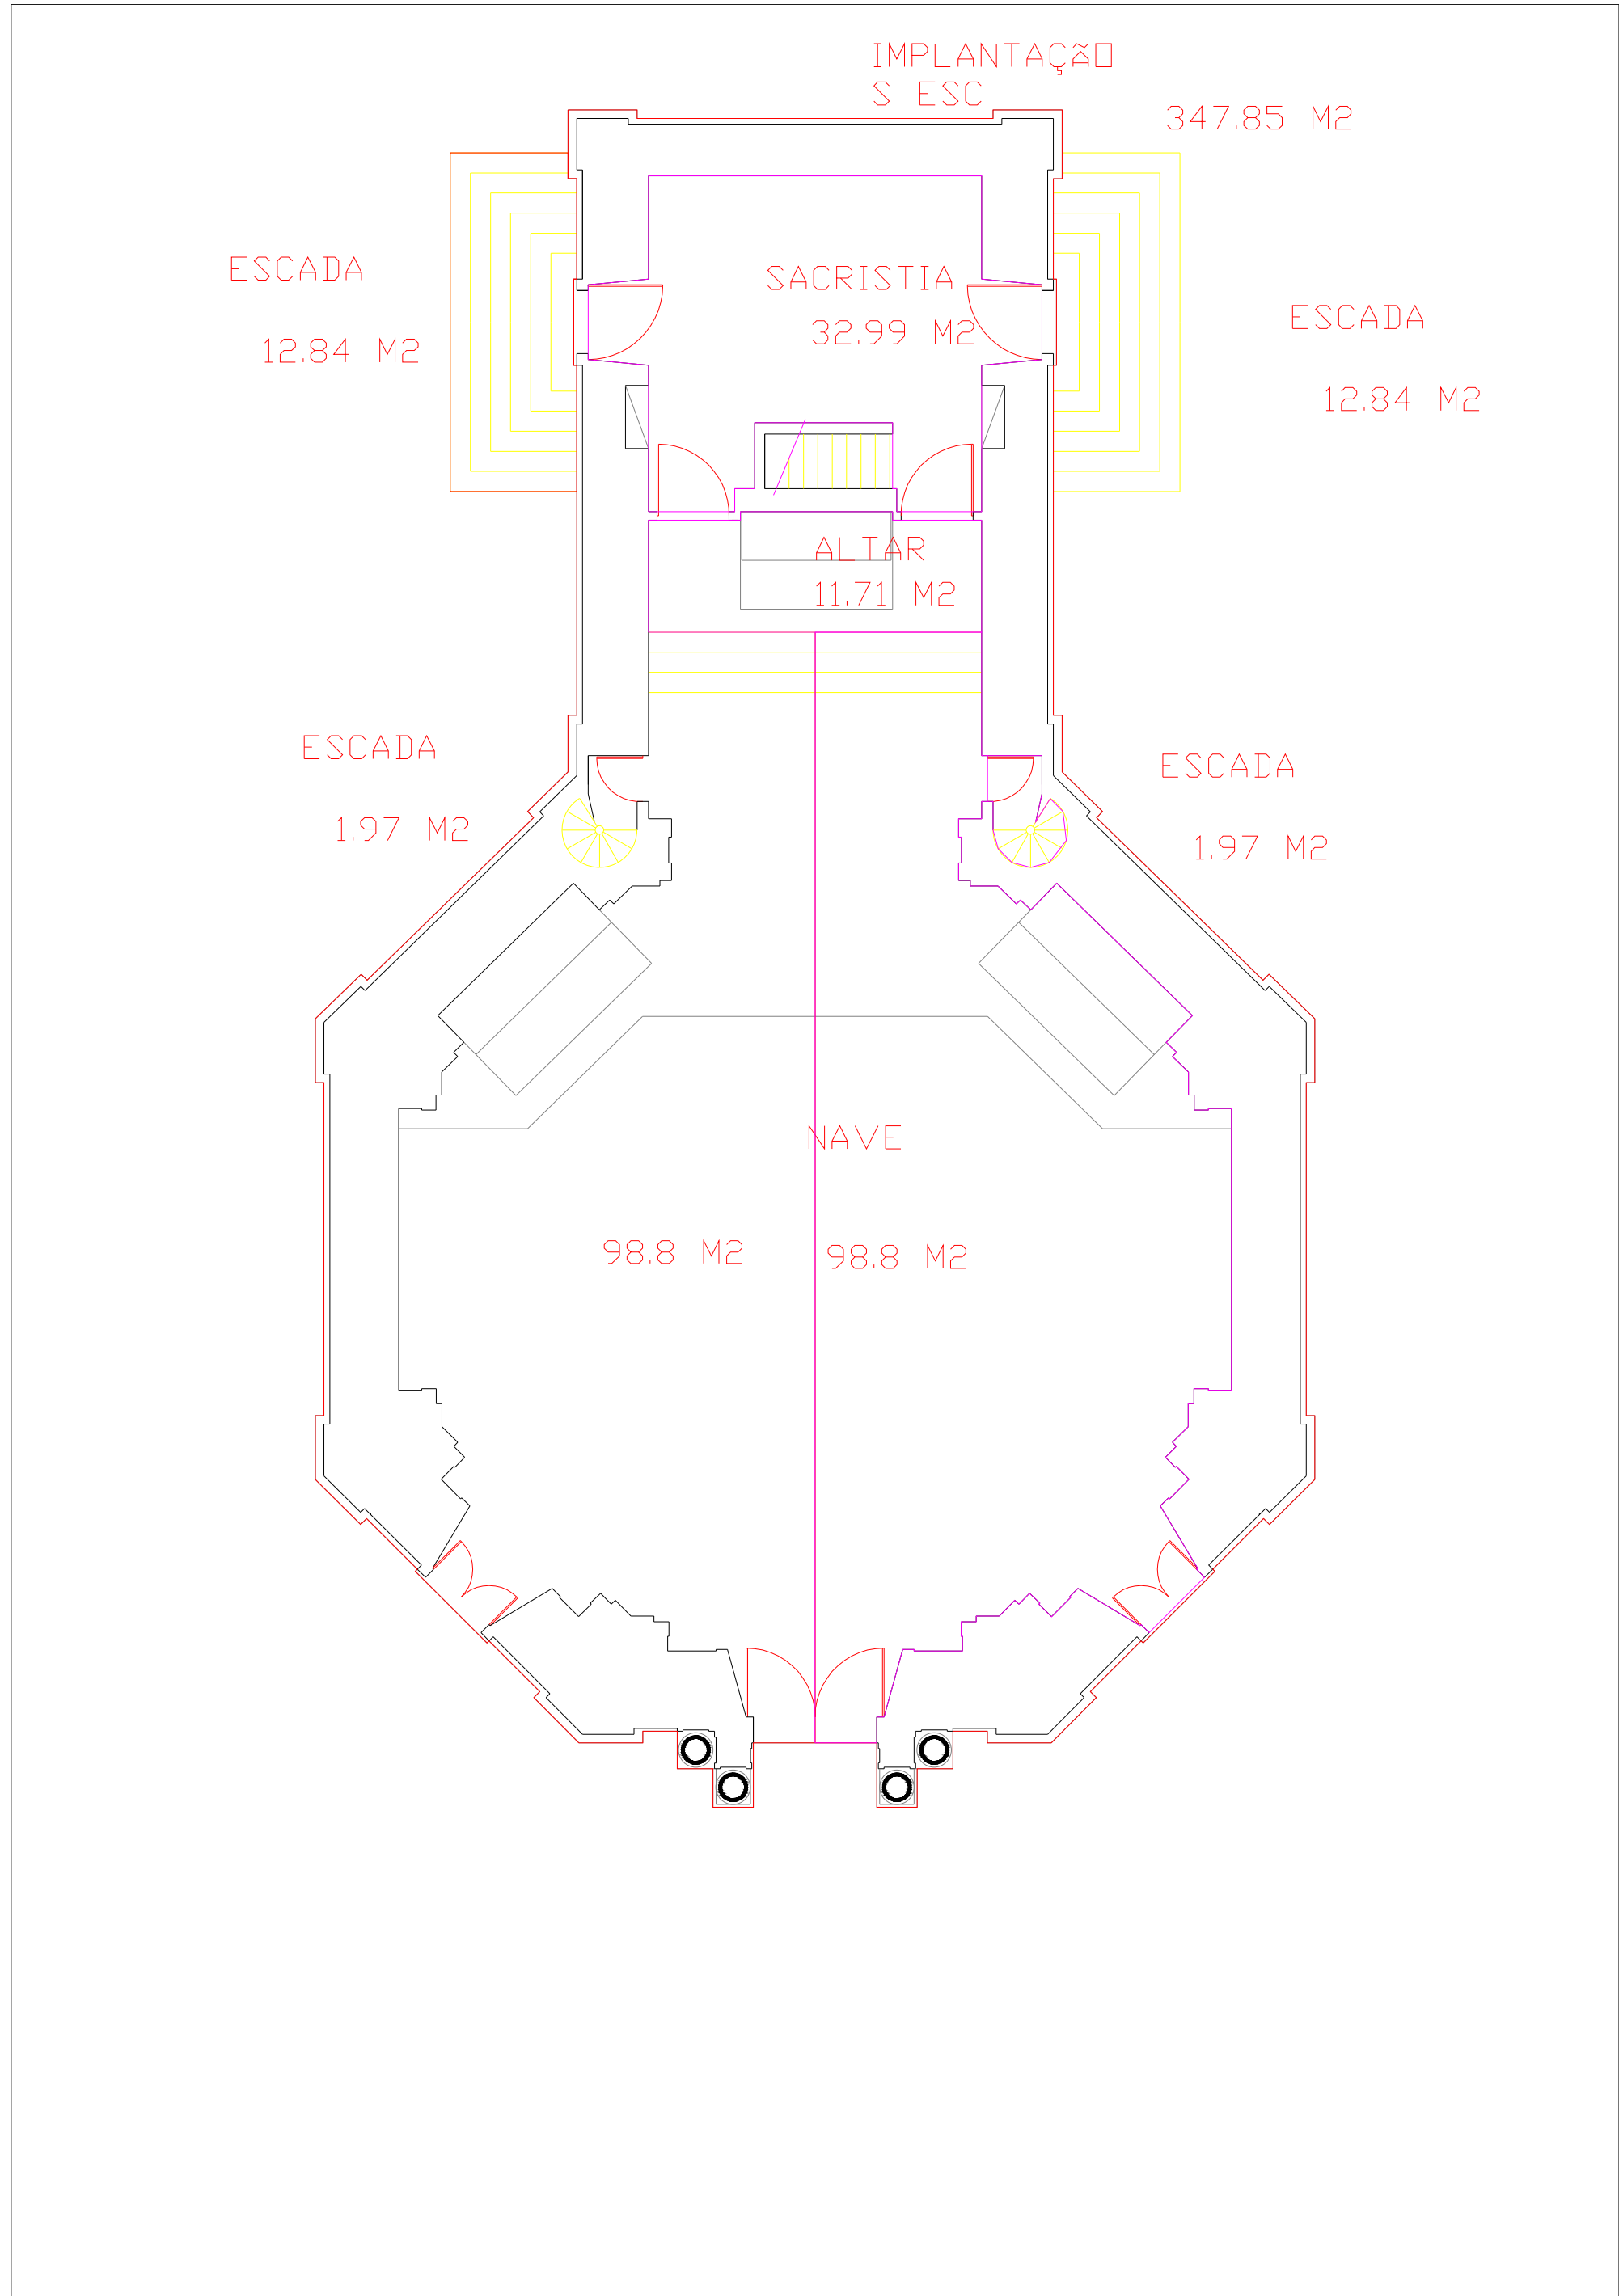 IMPLANTAÇÃO
S ESC
347.85 M2
ESCADA
12.84 M2
SACRISTIA
32.99 M2
ESCADA
12.84 M2
ALTAR
11.71 M2
ESCADA
1.97 M2
ESCADA
1.97 M2
NAVE
98.8 M2
98.8 M2